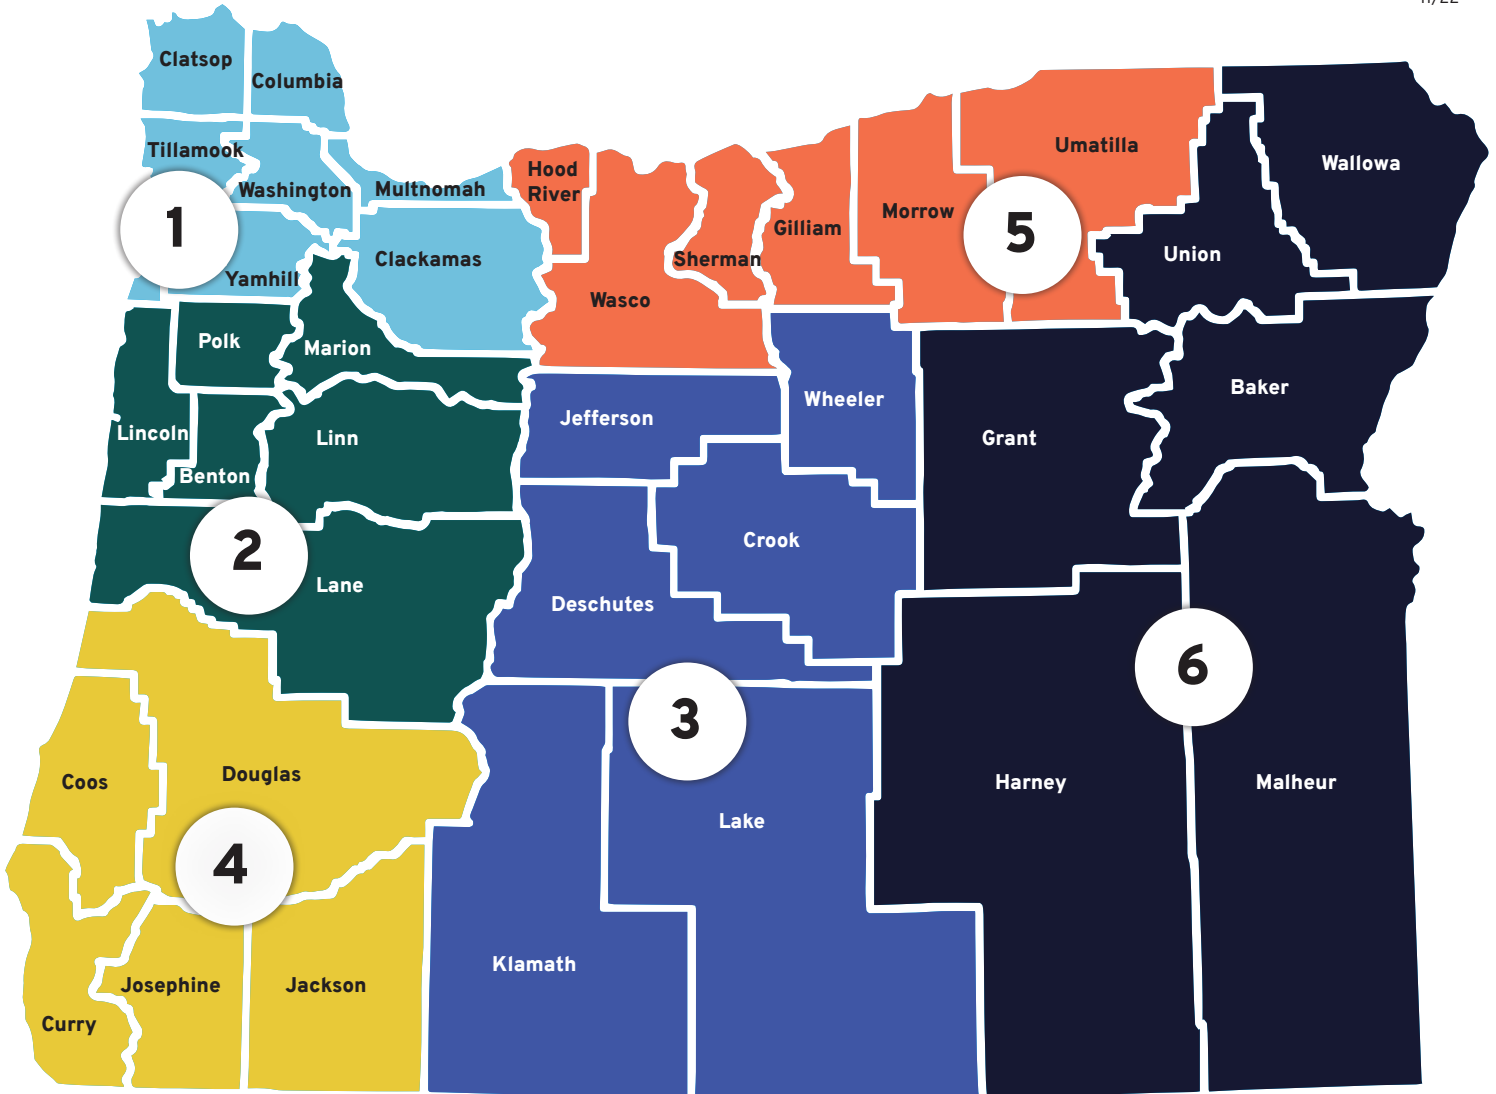 Clatsop
Columbia
Tillamook
Washington
Multnomah
1
Yamhill
Clackamas
Hood
River
Wasco
Sherman
Gilliam
Morrow
Umatilla
5
Wallowa
Union
Polk
Marion
Lincoln
Benton
Linn
2
Lane
Jefferson
Wheeler
Crook
Deschutes
3
Grant
Baker
6
Coos
Douglas
4
Curry
Josephine
Jackson
Klamath
Lake
Harney
Malheur